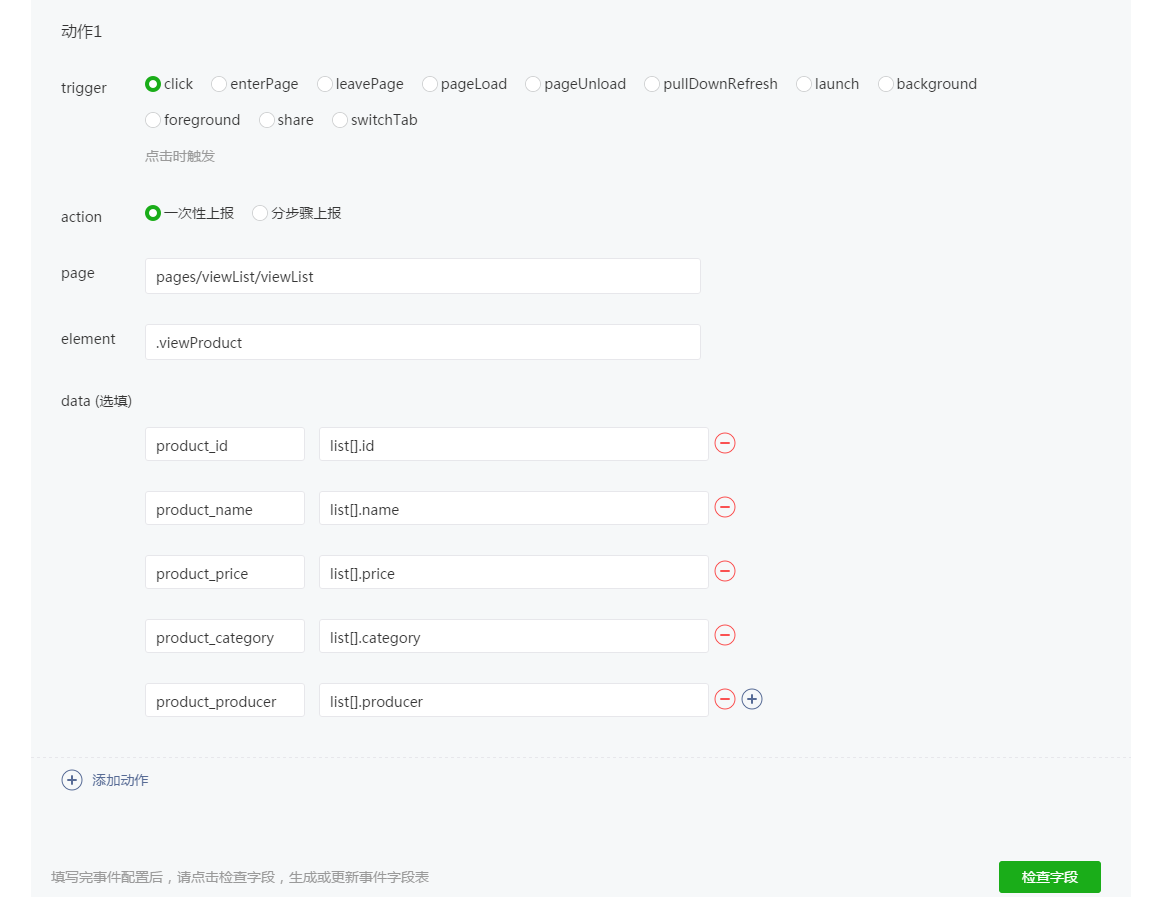 动作1
trigger
click enterPage leavePage pageLoad pageUnload pullDownRefresh launch background
foreground share switchTab
点击时触发
action
一次性上报 分步骤上报
page
pages/viewList/viewList
element
.viewProduct
data (选填)
product_id list[].id
product_name list[].name
product_price list[].price
product_category list[].category
product_producer list[].producer
添加动作
填写完事件配置后，请点击检查字段，生成或更新事件字段表
检查字段